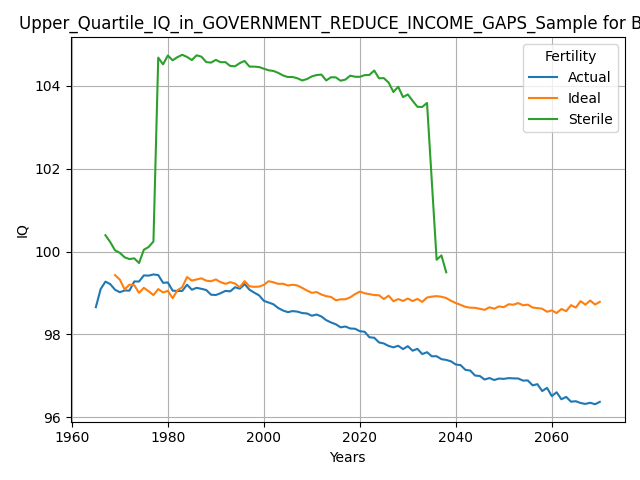 Upper_Quartile_IQ_in_GOVERNMENT_REDUCE_INCOME_GAPS_Sample for B
Fertility
Actual
Ideal
Sterile
IQ
104
102
100
98
96
1960
1980
2000
2020
2040
2060
Years